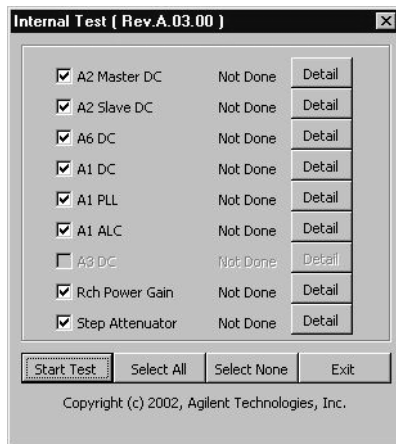 Internal Test ( Rev.A.03.00 )
A2 Master DC Not Done Detail
A2 Slave DC Not Done Detail
A6 DC Not Done Detail
A1 DC Not Done Detail
A1 PLL Not Done Detail
A1 ALC Not Done Detail
A3 DC Not Done Detail
Rch Power Gain Not Done Detail
Step Attenuator Not Done Detail
Start Test Select All Select None Exit
Copyright (c) 2002, Agilent Technologies, Inc.